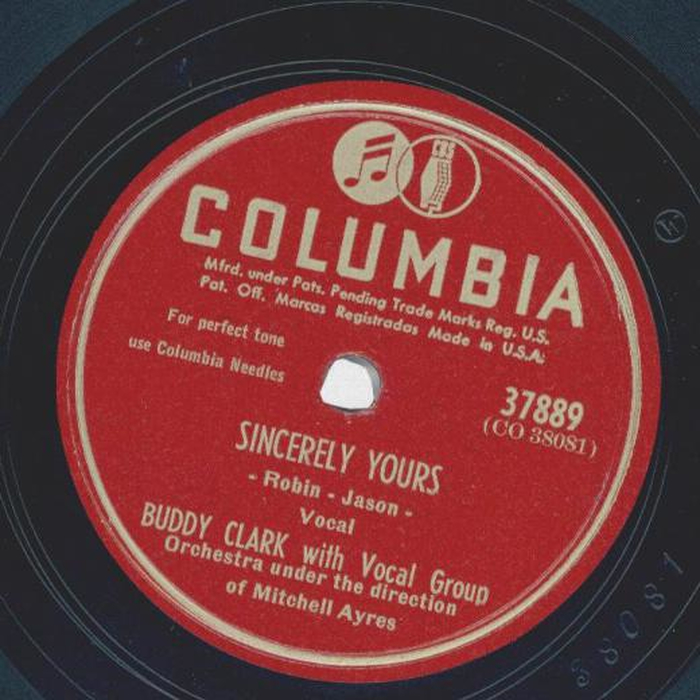 CBS
COLUMBIA
Mfrd. under Pats. Pending Trade Marks Reg. U.S.
Pat. Off. Marcas Registradas Made in U.S.A.
For perfect tone
use Columbia Needles
37889
(CO 38081)
SINCERELY YOURS
- Robin - Jason -
Vocal
BUDDY CLARK with Vocal Group
Orchestra under the direction
of Mitchell Ayres
W
38081